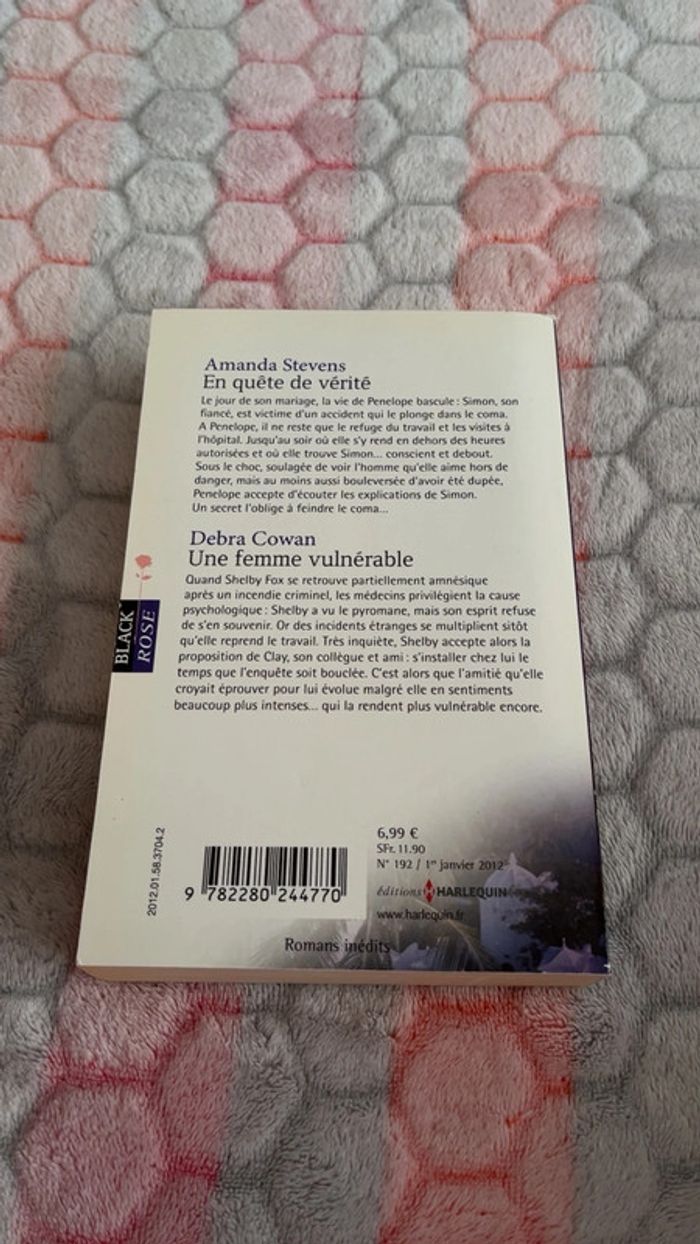 Amanda Stevens
En quête de vérité
Le jour de son mariage, la vie de Penelope bascule : Simon, son
fiancé, est victime d'un accident qui le plonge dans le coma.
A Penelope, il ne reste que le refuge du travail et les visites à
l'hôpital. Jusqu'au soir où elle s'y rend en dehors des heures
autorisées et où elle trouve Simon... conscient et debout.
Sous le choc, soulagée de voir l'homme qu'elle aime hors de
danger, mais au moins aussi bouleversée d'avoir été dupée,
Penelope accepte d'écouter les explications de Simon.
Un secret l'oblige à feindre le coma...
Debra Cowan
Une femme vulnérable
Quand Shelby Fox se retrouve partiellement amnésique
après un incendie criminel, les médecins privilégient la cause
psychologique : Shelby a vu le pyromane, mais son esprit refuse
de s'en souvenir. Or des incidents étranges se multiplient sitôt
qu'elle reprend le travail. Très inquiète, Shelby accepte alors la
proposition de Clay, son collègue et ami : s'installer chez lui le
temps que l'enquête soit bouclée. C'est alors que l'amitié qu'elle
croyait éprouver pour lui évolue malgré elle en sentiments
beaucoup plus intenses... qui la rendent plus vulnérable encore.
BLACK
ROSE
2012.01.58.3704.2
9 782280 244770
6,99 €
SFr. 11.90
N° 192 / 1er janvier 2012
éditions HARLEQUIN
www.harlequin.fr
Romans inédits